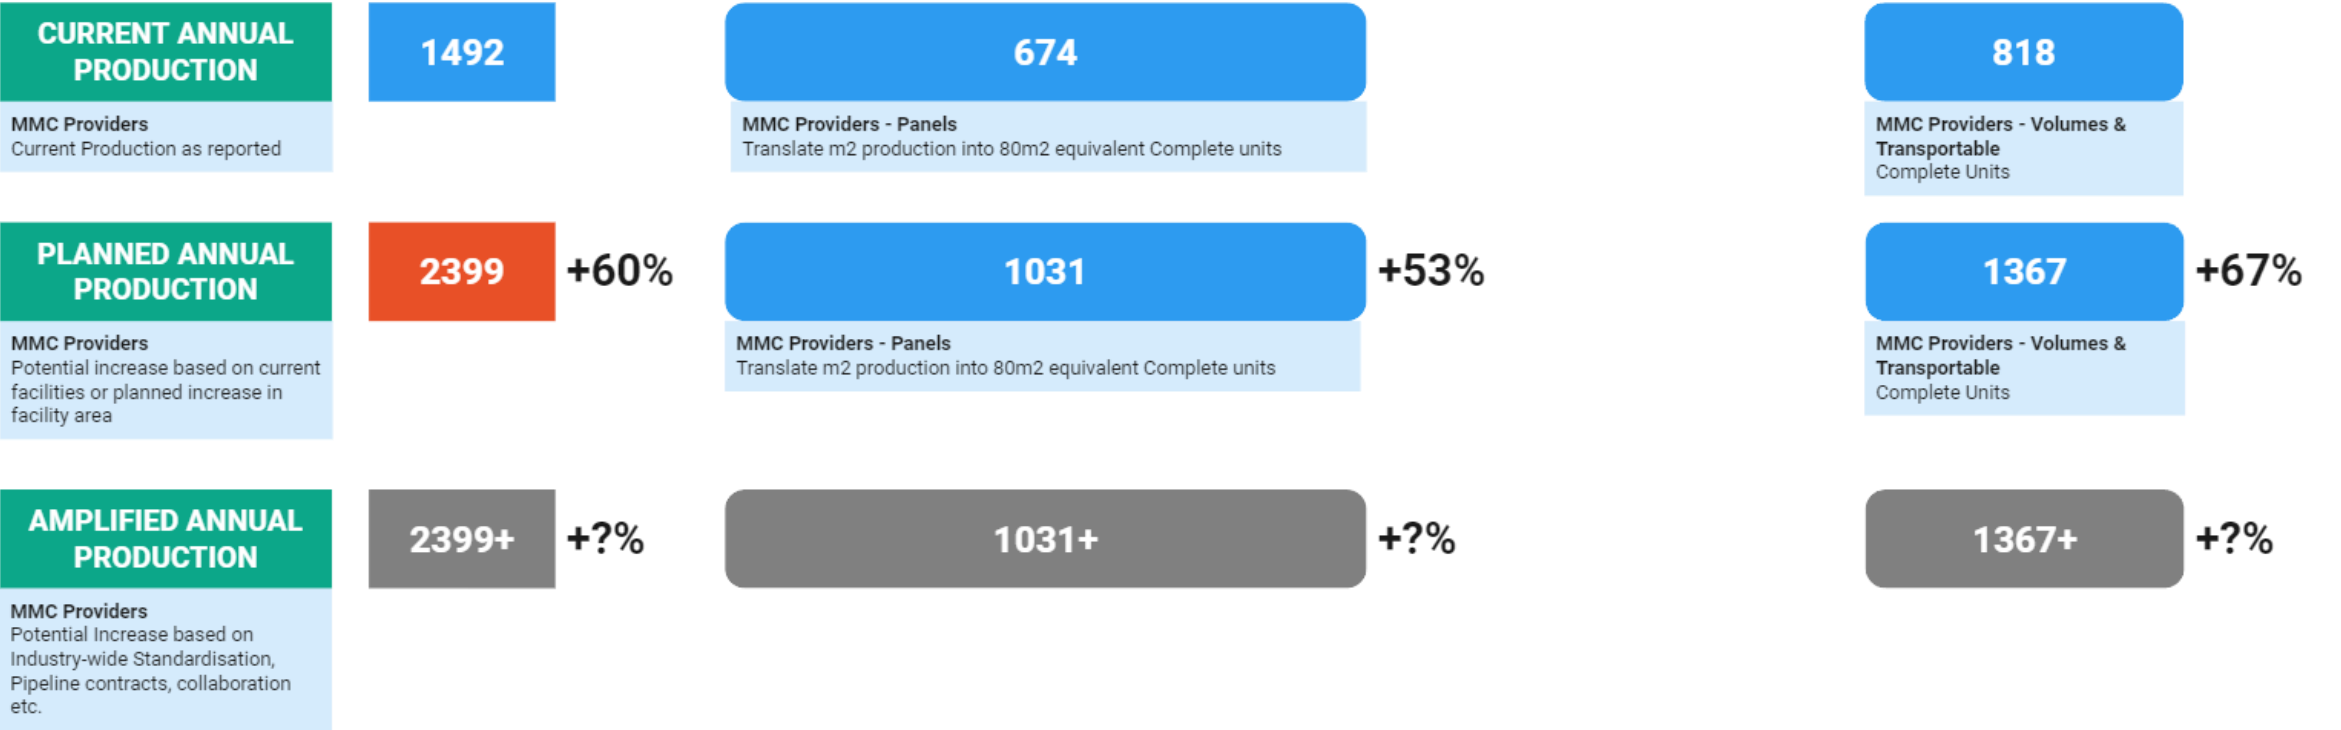 CURRENT ANNUAL
PRODUCTION
1492
674
818
MMC Providers
Current Production as reported
MMC Providers - Panels
Translate m2 production into 80m2 equivalent Complete units
MMC Providers - Volumes &
Transportable
Complete Units
PLANNED ANNUAL
PRODUCTION
2399
+60%
1031
+53%
1367
+67%
MMC Providers
Potential increase based on current
facilities or planned increase in
facility area
MMC Providers - Panels
Translate m2 production into 80m2 equivalent Complete units
MMC Providers - Volumes &
Transportable
Complete Units
AMPLIFIED ANNUAL
PRODUCTION
2399+
+?%
1031+
+?%
1367+
+?%
MMC Providers
Potential Increase based on
Industry-wide Standardisation,
Pipeline contracts, collaboration
etc.